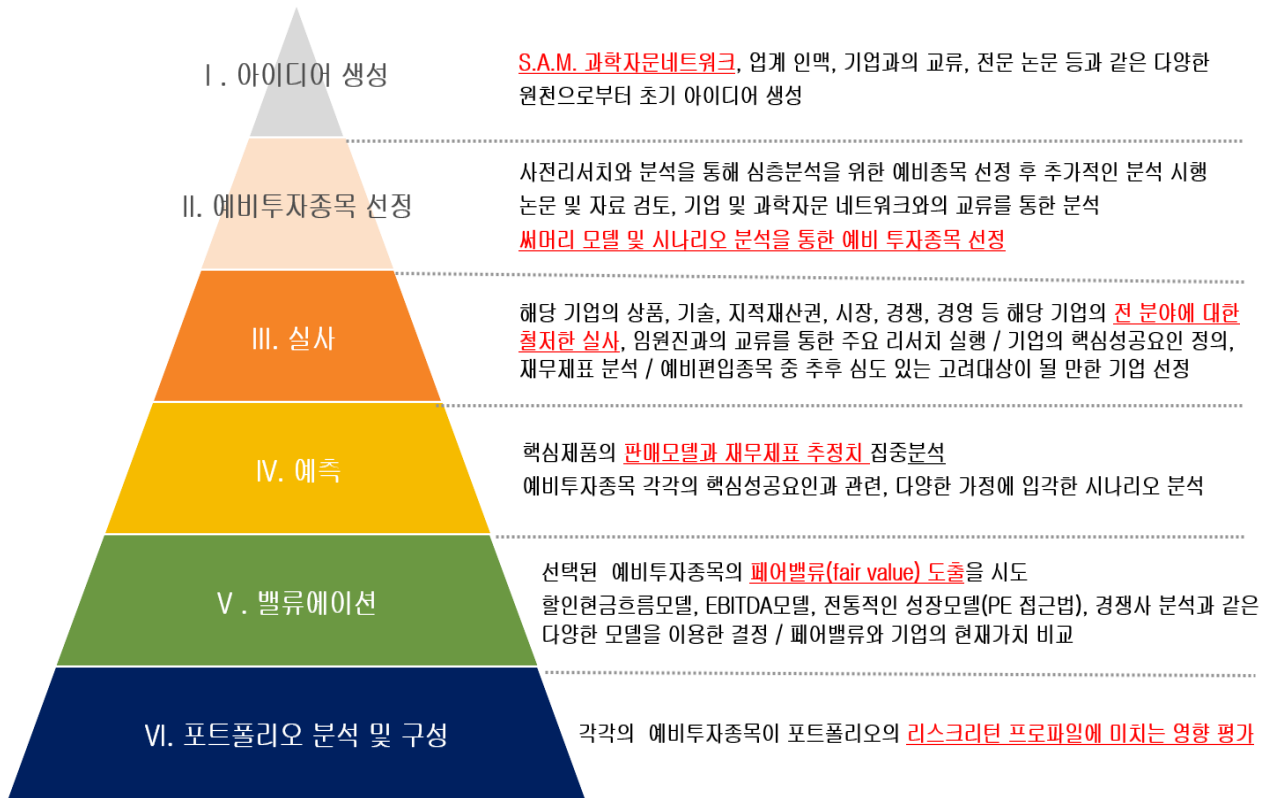 Ⅰ. 아이디어 생성
S.A.M. 과학자문네트워크, 업계 인맥, 기업과의 교류, 전문 논문 등과 같은 다양한
원천으로부터 초기 아이디어 생성
Ⅱ. 예비투자종목 선정
사전리서치와 분석을 통해 심층분석을 위한 예비종목 선정 후 추가적인 분석 시행
논문 및 자료 검토, 기업 및 과학자문 네트워크와의 교류를 통한 분석
써머리 모델 및 시나리오 분석을 통한 예비 투자종목 선정
Ⅲ. 실사
해당 기업의 상품, 기술, 지적재산권, 시장, 경쟁, 경영 등 해당 기업의 전 분야에 대한
철저한 실사, 임원진과의 교류를 통한 주요 리서치 실행 / 기업의 핵심성공요인 정의,
재무제표 분석 / 예비편입종목 중 추후 심도 있는 고려대상이 될 만한 기업 선정
Ⅳ. 예측
핵심제품의 판매모델과 재무제표 추정치 집중분석
예비투자종목 각각의 핵심성공요인과 관련, 다양한 가정에 입각한 시나리오 분석
Ⅴ. 밸류에이션
선택된 예비투자종목의 페어밸류(fair value) 도출을 시도
할인현금흐름모델, EBITDA모델, 전통적인 성장모델(PE 접근법), 경쟁사 분석과 같은
다양한 모델을 이용한 결정 / 페어밸류와 기업의 현재가치 비교
Ⅵ. 포트폴리오 분석 및 구성
각각의 예비투자종목이 포트폴리오의 리스크리턴 프로파일에 미치는 영향 평가